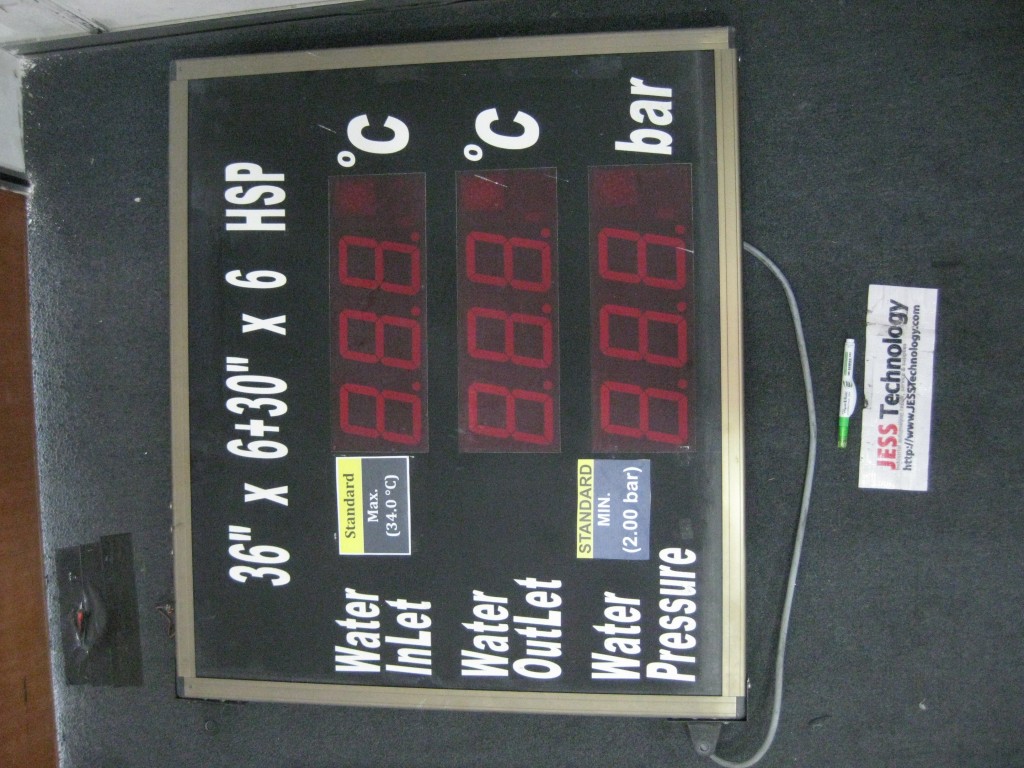 36" x 6+30" x 6 HSP
Water
InLet
Standard
Max.
(34.0 °C)
8.8.8.
°C
Water
OutLet
8.8.8.
°C
Water
Pressure
STANDARD
MIN.
(2.00 bar)
8.8.8.
bar
JESS Technology
http://www.JESSTechnology.com